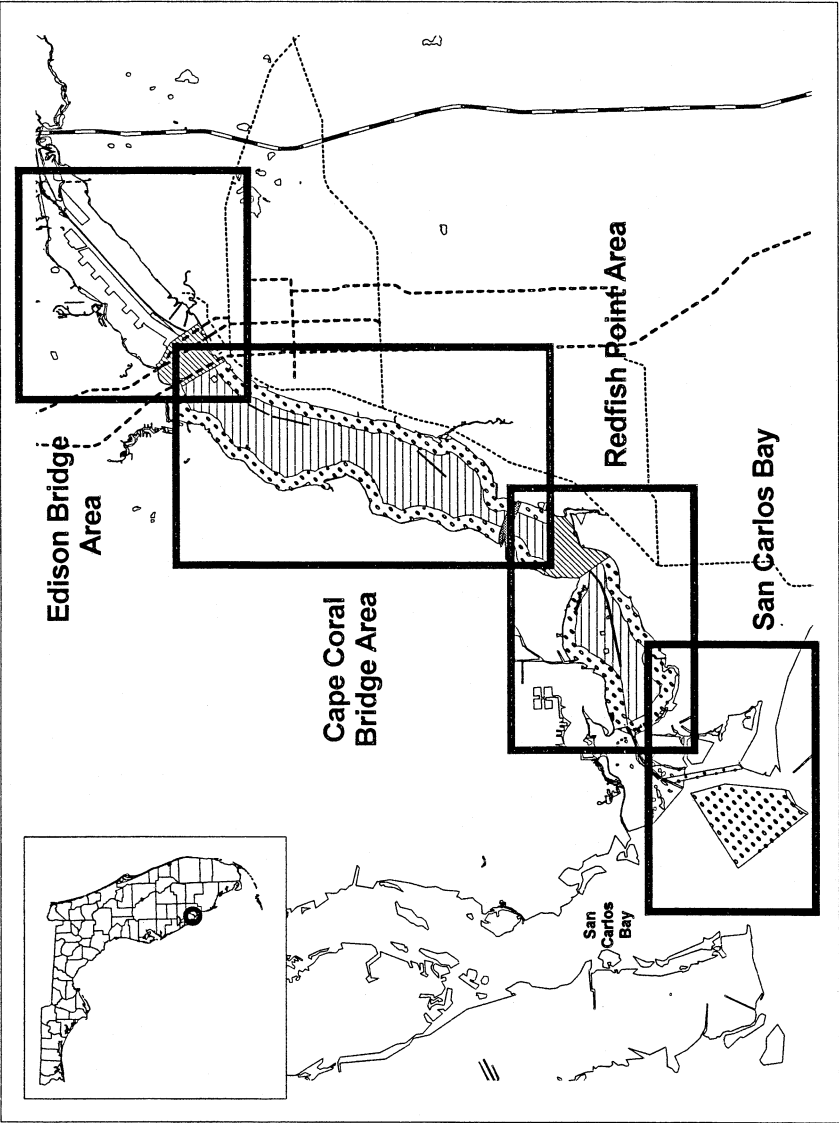 Edison Bridge
Area
Cape Coral
Bridge Area
Redfish Point Area
San Carlos Bay
San
Carlos
Bay